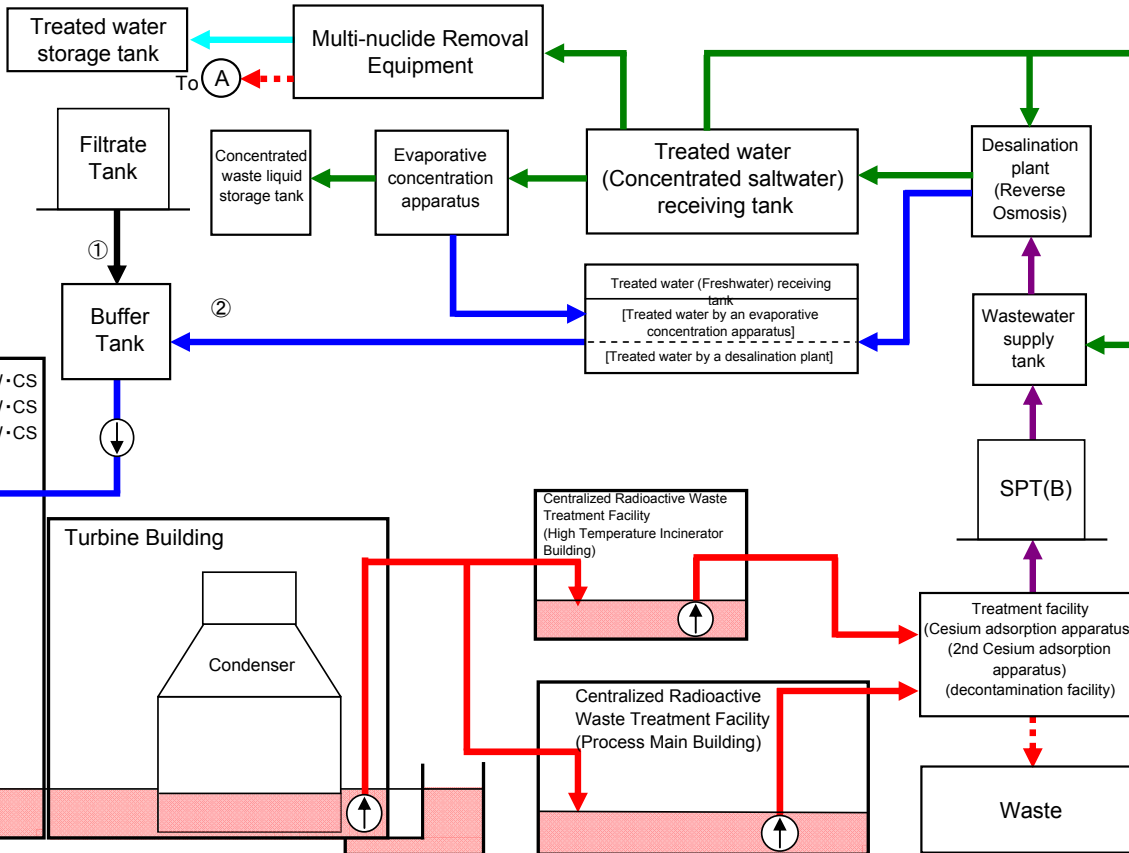 Treated water
storage tank
Multi-nuclide Removal
Equipment
To A
Filtrate
Tank
Concentrated
waste liquid
storage tank
Evaporative
concentration
apparatus
Treated water
(Concentrated saltwater)
receiving tank
Desalination
plant
(Reverse
Osmosis)
①
②
Buffer
Tank
Treated water (Freshwater) receiving
tank
[Treated water by an evaporative
concentration apparatus]
[Treated water by a desalination plant]
Wastewater
supply
tank
・CS
・CS
・CS
SPT(B)
Turbine Building
Condenser
Centralized Radioactive Waste
Treatment Facility
(High Temperature Incinerator
Building)
Centralized Radioactive
Waste Treatment Facility
(Process Main Building)
Treatment facility
(Cesium adsorption apparatus
(2nd Cesium adsorption
apparatus)
(decontamination facility)
Waste